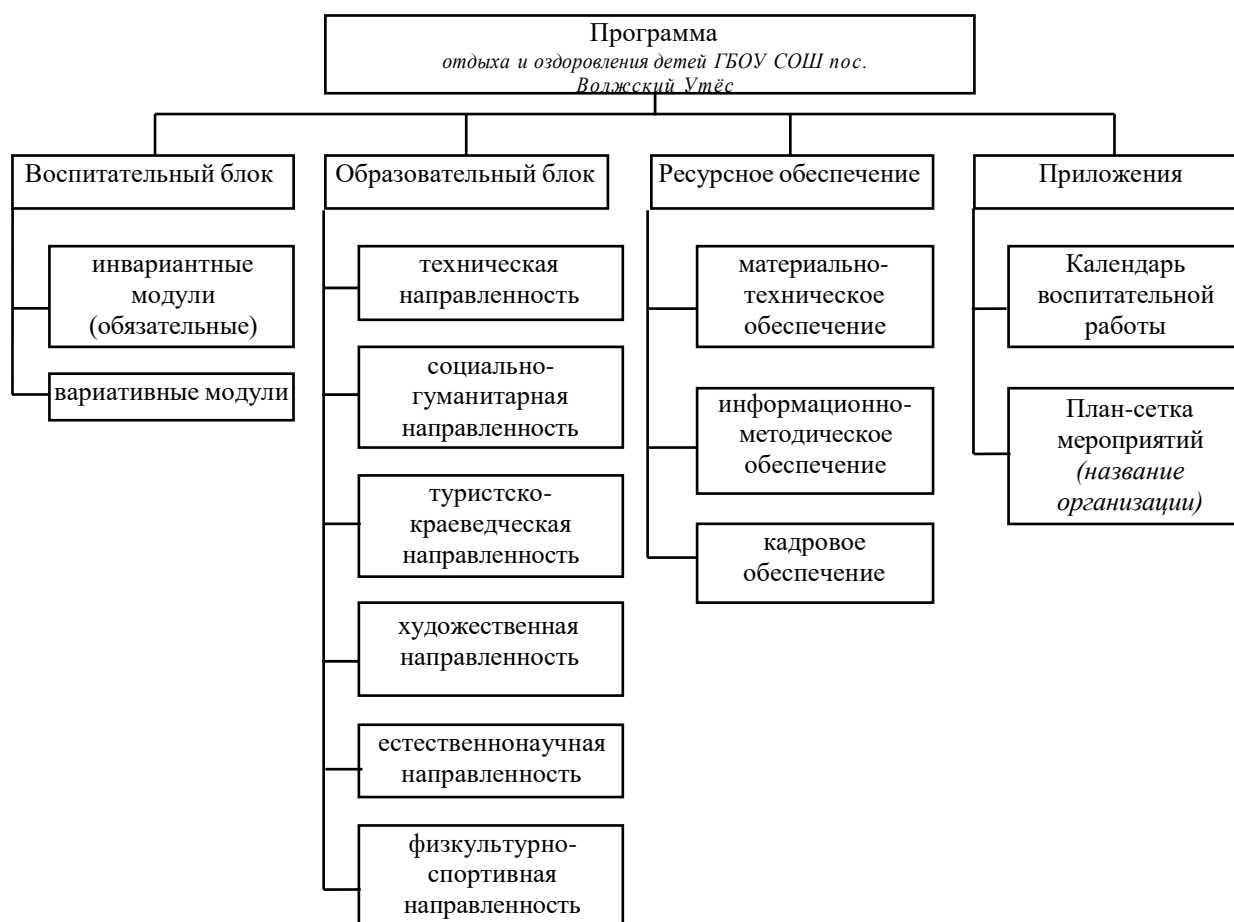 Программа
отдыха и оздоровления детей ГБОУ СОШ пос.
Волжский Утёс
Воспитательный блок
инвариантные
модули
(обязательные)
вариативные модули
Образовательный блок
техническая
направленность
социально-
гуманитарная
направленность
туристско-
краеведческая
направленность
художественная
направленность
естественнонаучная
направленность
физкультурно-
спортивная
направленность
Ресурсное обеспечение
материально-
техническое
обеспечение
информационно-
методическое
обеспечение
кадровое
обеспечение
Приложения
Календарь
воспитательной
работы
План-сетка
мероприятий
(название
организации)